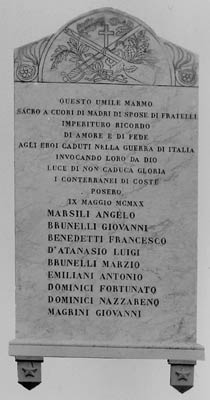 QUESTO UMILE MARMO
SACRO A CUORI DI MADRI DI SPOSE DI FRATELLI
IMPERITURO RICORDO
DI AMORE E DI FEDE
AGLI EROI CADUTI NELLA GUERRA DI ITALIA
INVOCANDO LORO DA DIO
LUCE DI NON CADUCA GLORIA
I CONTERRANEI DI COSTE
POSERO
IX MAGGIO MCMXX
MARSILI ANGELO
BRUNELLI GIOVANNI
BENEDETTI FRANCESCO
D'ATANASIO LUIGI
BRUNELLI MARZIO
EMILIANI ANTONIO
DOMINICI FORTUNATO
DOMINICI NAZZARENO
MAGRINI GIOVANNI